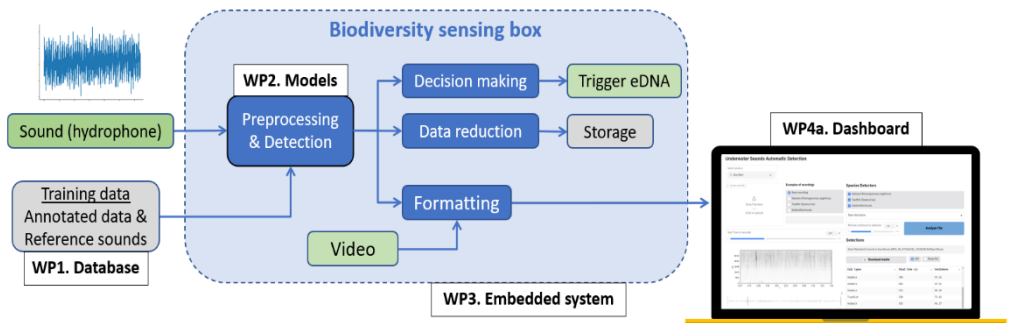 Biodiversity sensing box
WP2. Models
Decision making
Trigger eDNA
Sound (hydrophone)
Preprocessing
& Detection
Data reduction
Storage
WP4a. Dashboard
Training data
Annotated data &
Reference sounds
WP1. Database
Formatting
Video
WP3. Embedded system
Underwater Sounds Automatic Detection
Species Detectors
Analyze File
Detections